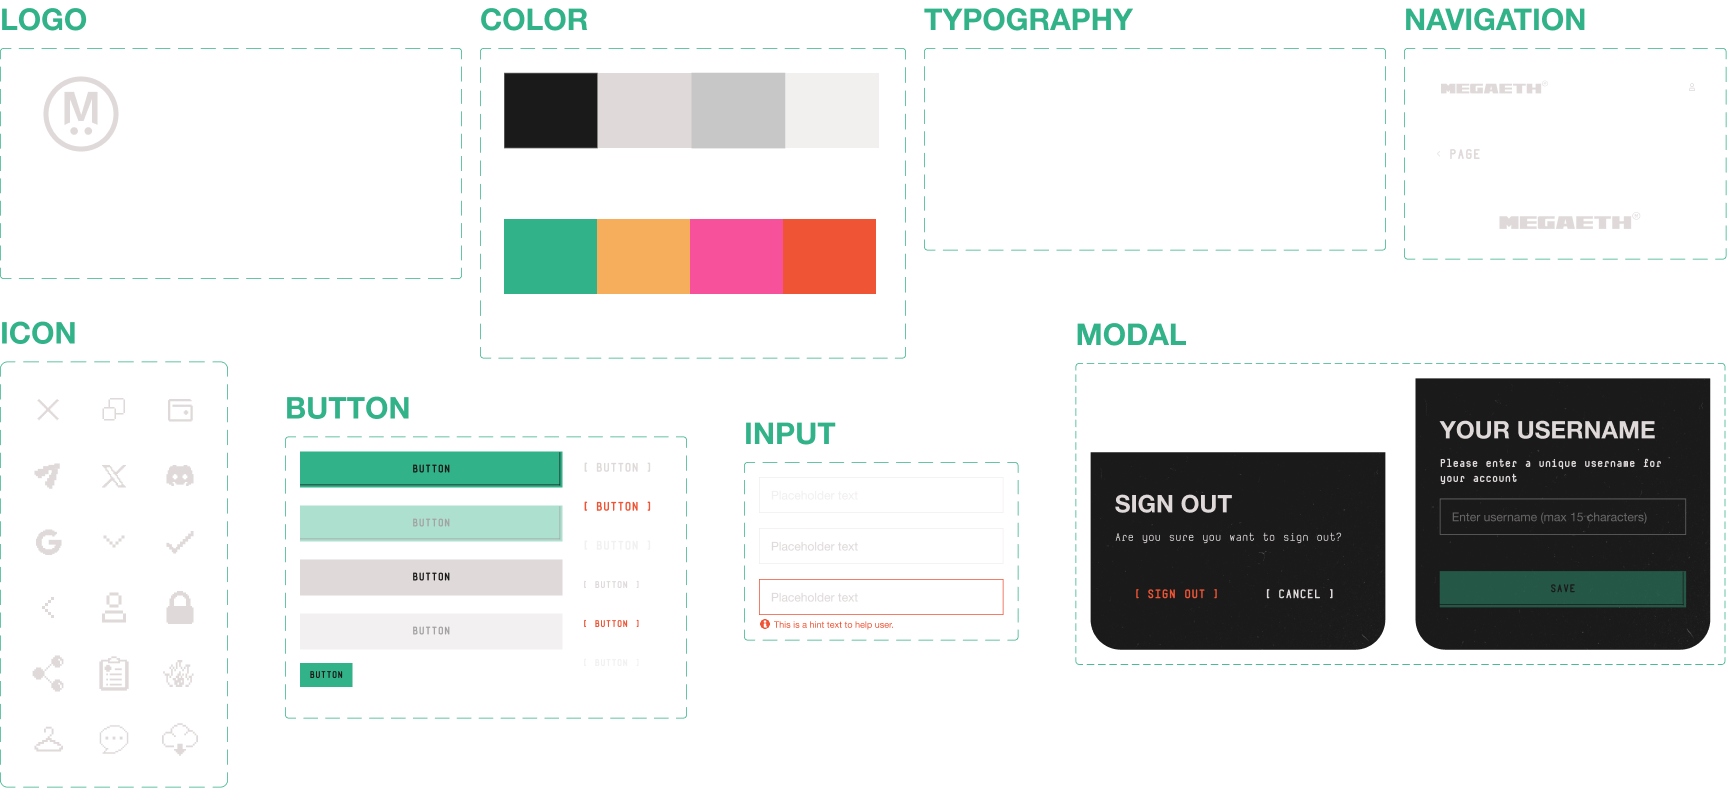 LOGO
COLOR
TYPOGRAPHY
NAVIGATION
M
MEGAETH®
< PAGE
MEGAETH®
ICON
BUTTON
BUTTON
BUTTON
BUTTON
BUTTON
BUTTON
[ BUTTON ]
[ BUTTON ]
[ BUTTON ]
[ BUTTON ]
[ BUTTON ]
[ BUTTON ]
INPUT
Placeholder text
Placeholder text
Placeholder text
This is a hint text to help user.
MODAL
SIGN OUT
Are you sure you want to sign out?
[ SIGN OUT ]
[ CANCEL ]
YOUR USERNAME
Please enter a unique username for
your account
Enter username (max 15 characters)
SAVE